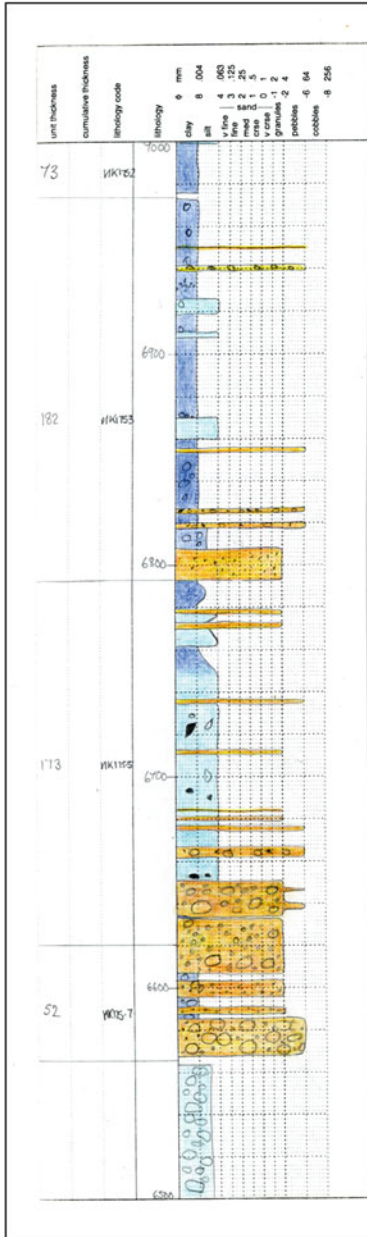 unit thickness
cumulative thickness
lithology code
lithology
ϕ mm
clay 8 .004
silt 4 .063
v fine 3 .125
fine 2 .25
med 1 .5
crse 0 1
v crse -1 2
granules -2 4
pebbles -6 64
cobbles -8 256
sand
7000
73
6900
182
NK1753
6800
6700
173
6600
52
6500